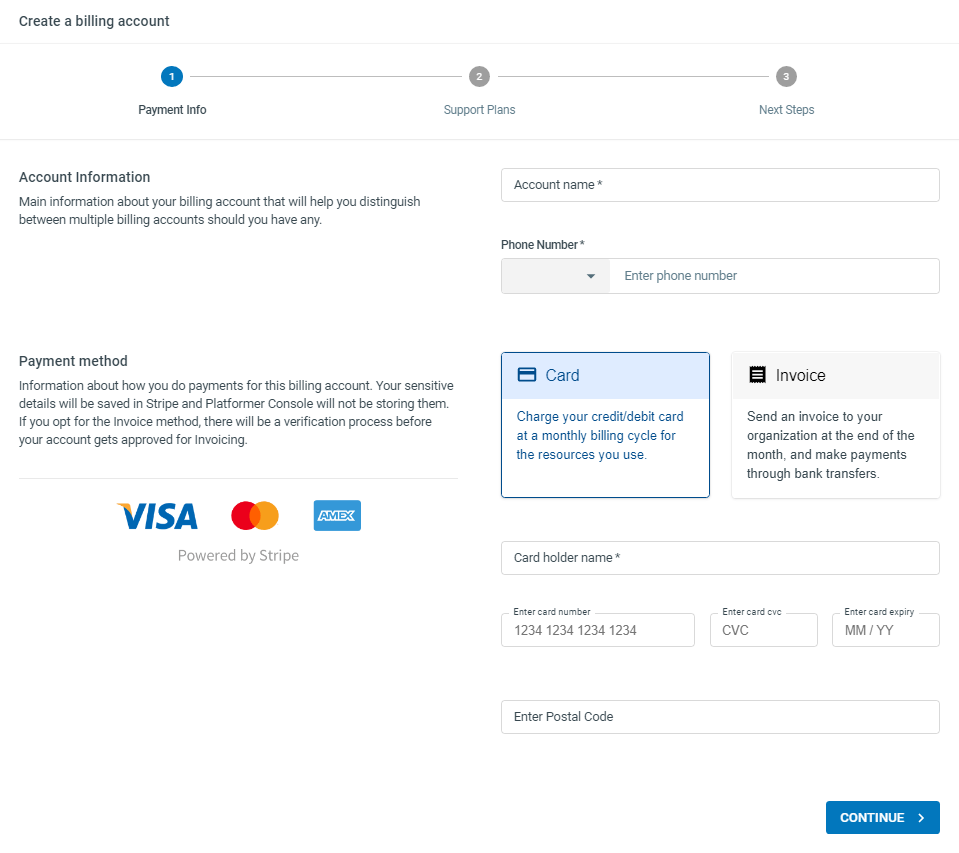 Create a billing account
1
2
3
Payment Info
Support Plans
Next Steps
Account Information
Main information about your billing account that will help you distinguish
between multiple billing accounts should you have any.
Account name *
Phone Number *
Enter phone number
Payment method
Information about how you do payments for this billing account. Your sensitive
details will be saved in Stripe and Platformer Console will not be storing them.
If you opt for the Invoice method, there will be a verification process before
your account gets approved for Invoicing.
VISA
AMEX
Powered by Stripe
Card
Charge your credit/debit card
at a monthly billing cycle for
the resources you use.
Invoice
Send an invoice to your
organization at the end of the
month, and make payments
through bank transfers.
Card holder name *
Enter card number
1234 1234 1234 1234
Enter card cvc
CVC
Enter card expiry
MM / YY
Enter Postal Code
CONTINUE